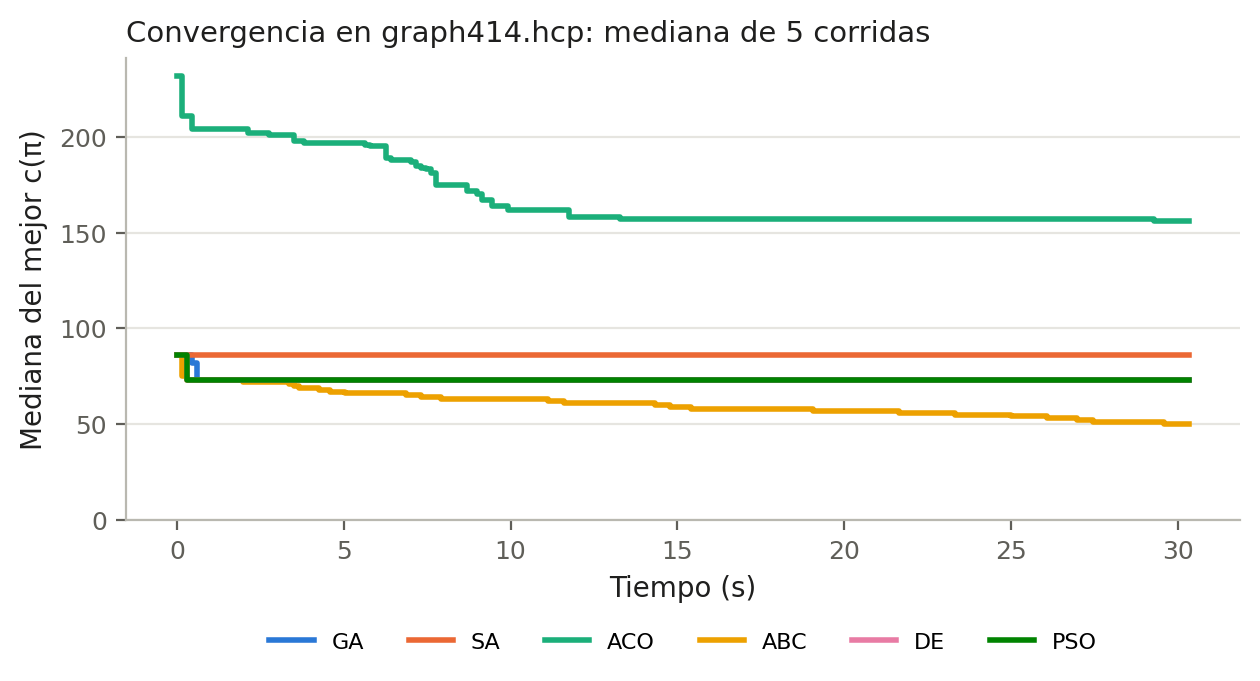 Convergencia en graph414.hcp: mediana de 5 corridas
Mediana del mejor c(π)
200
150
100
50
0
0 5 10 15 20 25 30
Tiempo (s)
GA SA ACO ABC DE PSO